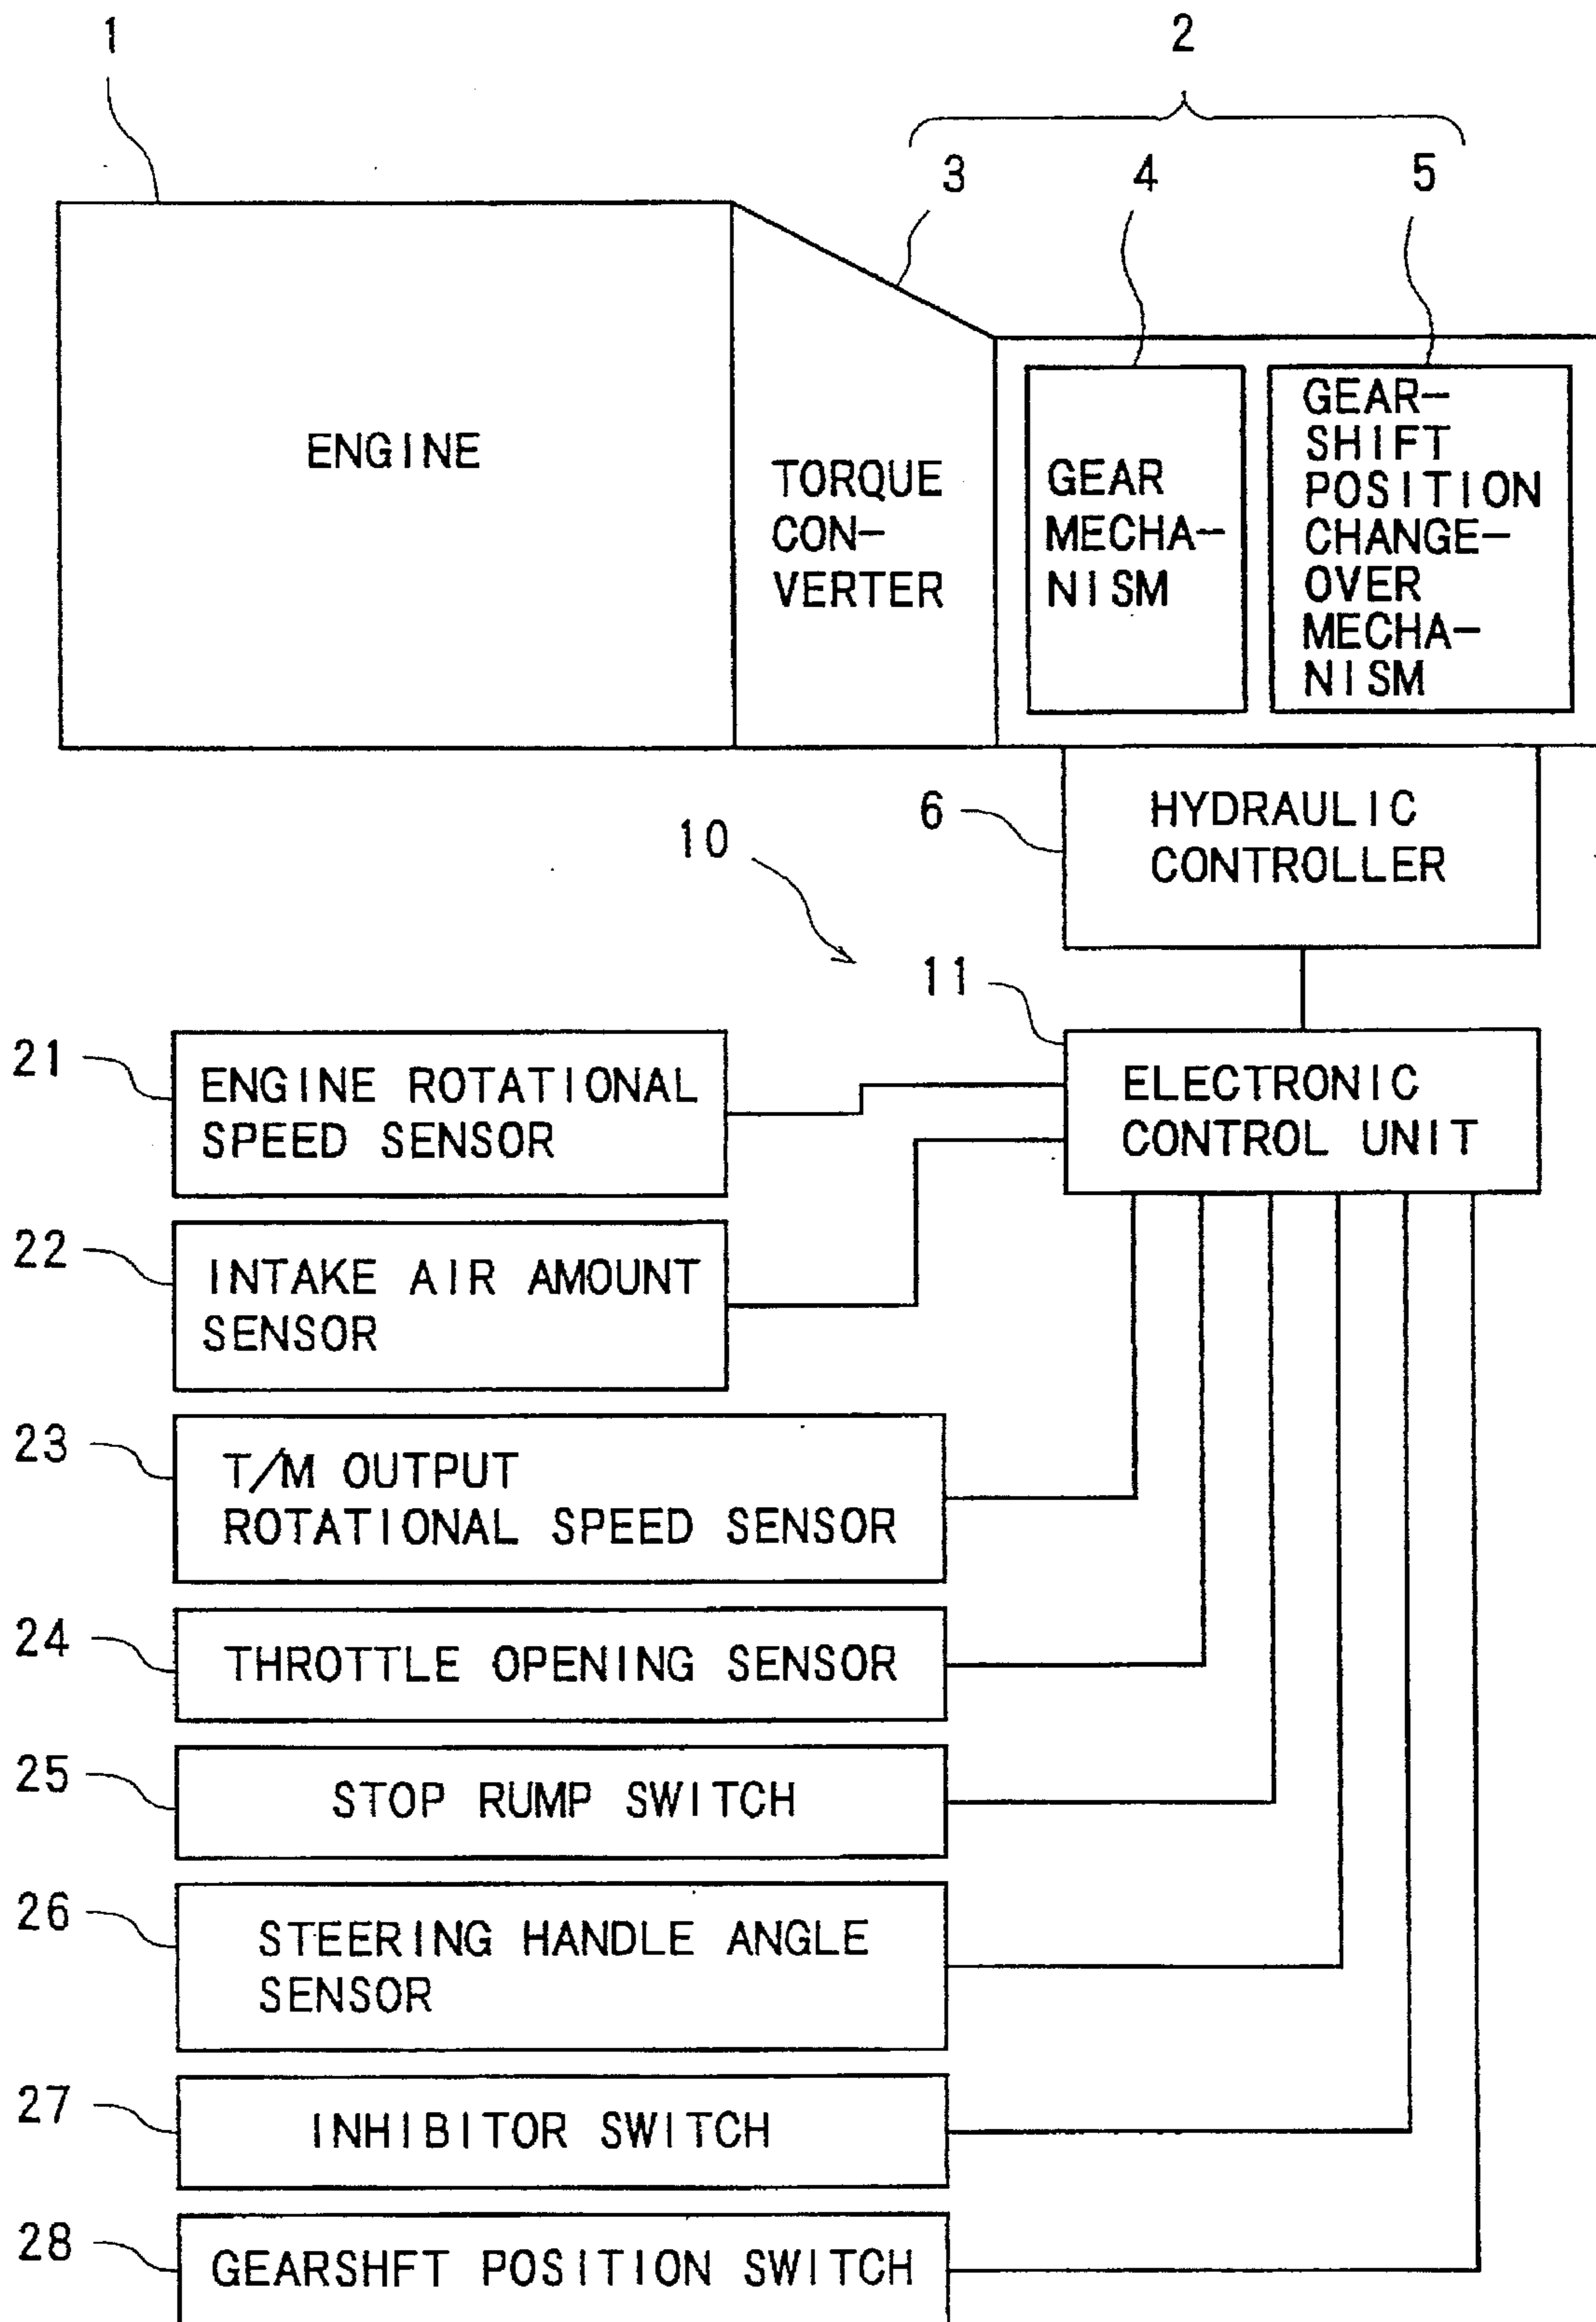 1
2
3
4
5
ENGINE
TORQUE
CON-
VERTER
GEAR
MECHA-
NISM
GEAR-
SHIFT
POSITION
CHANGE-
OVER
MECHA-
NISM
6
HYDRAULIC
CONTROLLER
10
11
ELECTRONIC
CONTROL UNIT
21
ENGINE ROTATIONAL
SPEED SENSOR
22
INTAKE AIR AMOUNT
SENSOR
23
T/M OUTPUT
ROTATIONAL SPEED SENSOR
24
THROTTLE OPENING SENSOR
25
STOP RUMP SWITCH
26
STEERING HANDLE ANGLE
SENSOR
27
INHIBITOR SWITCH
28
GEARSHFT POSITION SWITCH